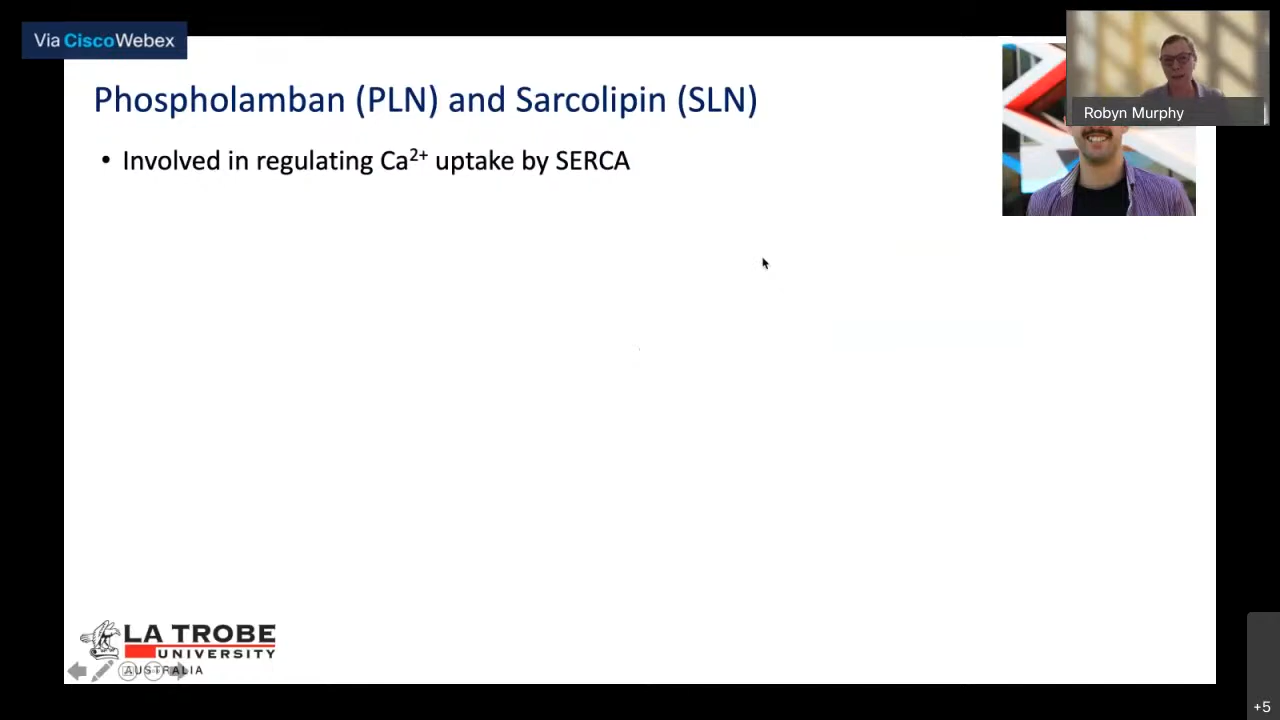 Via CiscoWebex
Robyn Murphy
Phospholamban (PLN) and Sarcolipin (SLN)
• Involved in regulating Ca²⁺ uptake by SERCA
LA TROBE
UNIVERSITY
AUSTRALIA
+5